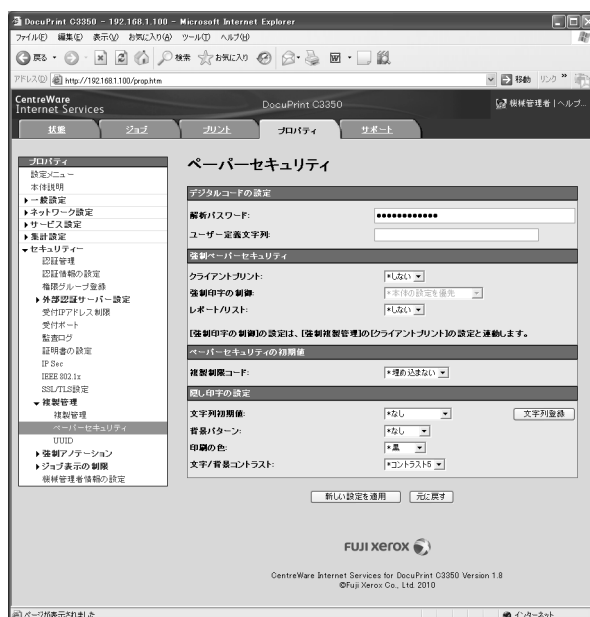 DocuPrint C3350 - 192.168.1.100 - Microsoft Internet Explorer
ファイル(F) 編集(E) 表示(V) お気に入り(A) ツール(T) ヘルプ(H)
戻る 検索 お気に入り
アドレス(D) http://192.168.1.100/prop.htm 移動 リンク »
CentreWare
Internet Services
DocuPrint C3350
機械管理者 | ヘルプ...
状態 ジョブ プリント プロパティ サポート
プロパティ
設定メニュー
本体説明
一般設定
ネットワーク設定
サービス設定
集計設定
セキュリティー
認証管理
認証情報の設定
権限グループ登録
外部認証サーバー設定
受付IPアドレス制限
受付ポート
監査ログ
証明書の設定
IP Sec
IEEE 802.1x
SSL/TLS設定
複製管理
複製管理
ペーパーセキュリティ
UUID
強制アノテーション
ジョブ表示の制限
機械管理者情報の設定
ペーパーセキュリティ
デジタルコードの設定
解析パスワード: ●●●●●●●●●●●●
ユーザー定義文字列:
強制ペーパーセキュリティ
クライアントプリント: *しない
強制印字の制御: *本体の設定を優先
レポート/リスト: *しない
[強制印字の制御]の設定は、[強制複製管理]の[クライアントプリント]の設定と連動します。
ペーパーセキュリティの初期値
複製制限コード: *埋め込まない
隠し印字の設定
文字列初期値: *なし 文字列登録
背景パターン: *なし
印刷の色: *黒
文字/背景コントラスト: *コントラスト5
新しい設定を適用 元に戻す
FUJI XEROX
CentreWare Internet Services for DocuPrint C3350 Version 1.8
©Fuji Xerox Co., Ltd. 2010
ページが表示されました インターネット